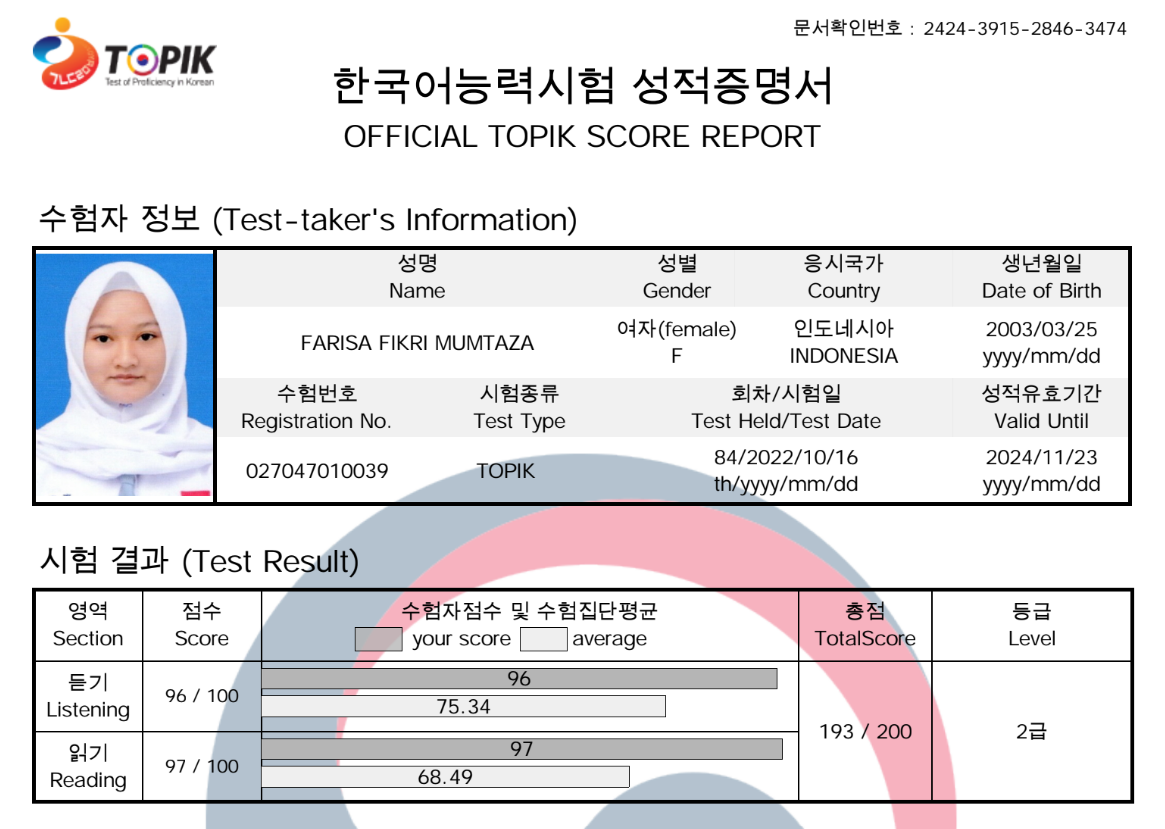 문서확인번호 : 2424-3915-2846-3474
TOPIK
Test of Proficiency in Korean
한국어능력시험 성적증명서
OFFICIAL TOPIK SCORE REPORT
수험자 정보 (Test-taker's Information)
성명 성별 응시국가 생년월일
Name Gender Country Date of Birth
FARISA FIKRI MUMTAZA 여자(female) 인도네시아 2003/03/25
F INDONESIA yyyy/mm/dd
수험번호 시험종류 회차/시험일 성적유효기간
Registration No. Test Type Test Held/Test Date Valid Until
027047010039 TOPIK 84/2022/10/16 2024/11/23
th/yyyy/mm/dd yyyy/mm/dd
시험 결과 (Test Result)
영역 점수 수험자점수 및 수험집단평균 총점 등급
Section Score your score average TotalScore Level
듣기 96 / 100 96
Listening 75.34
193 / 200 2급
읽기 97 / 100 97
Reading 68.49